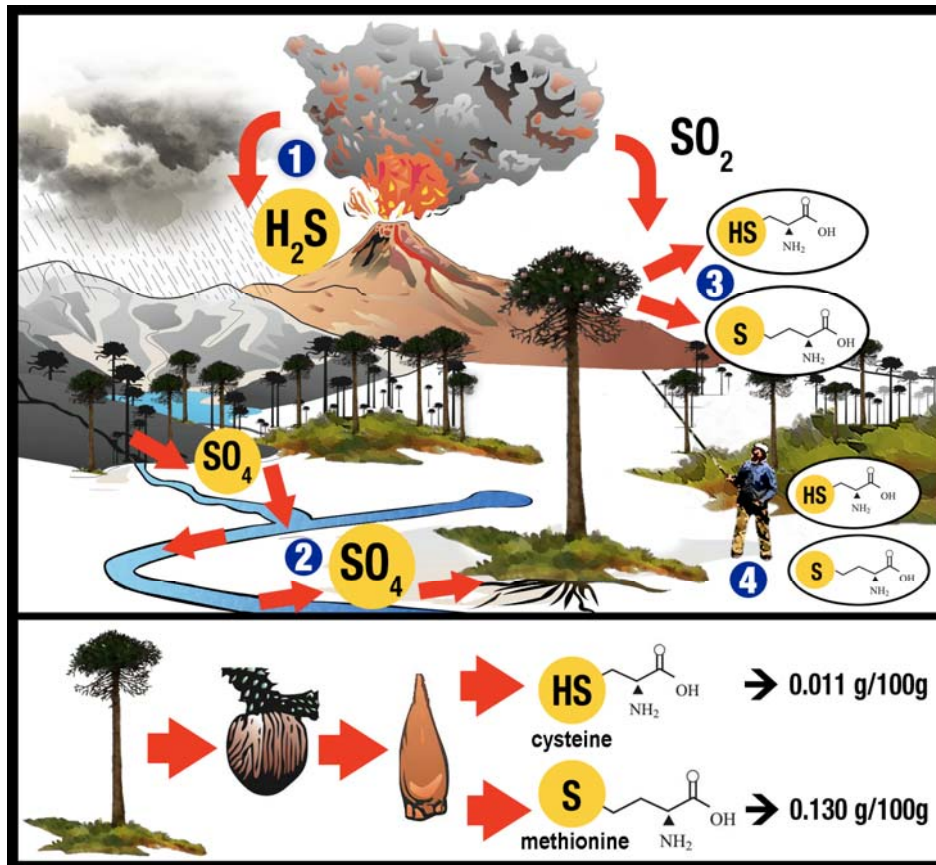 1
H₂S
SO₂
HS
NH₂
OH
O
3
S
NH₂
OH
O
SO₄
2
SO₄
HS
NH₂
OH
O
4
S
NH₂
OH
O
HS
NH₂
OH
O
cysteine
→ 0.011 g/100g
S
NH₂
OH
O
methionine
→ 0.130 g/100g